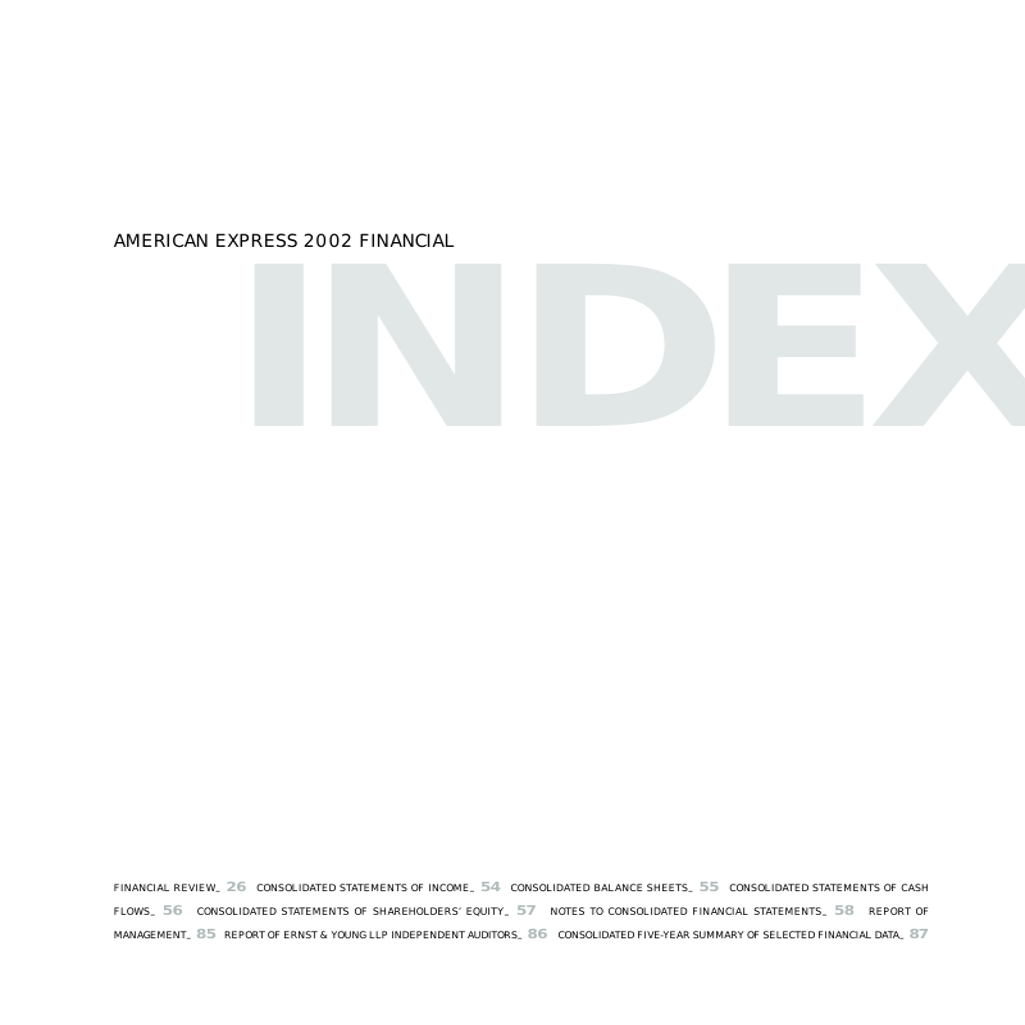 AMERICAN EXPRESS 2002 FINANCIAL
INDEX
FINANCIAL REVIEW_ 26 CONSOLIDATED STATEMENTS OF INCOME_ 54 CONSOLIDATED BALANCE SHEETS_ 55 CONSOLIDATED STATEMENTS OF CASH
FLOWS_ 56 CONSOLIDATED STATEMENTS OF SHAREHOLDERS’ EQUITY_ 57 NOTES TO CONSOLIDATED FINANCIAL STATEMENTS_ 58 REPORT OF
MANAGEMENT_ 85 REPORT OF ERNST & YOUNG LLP INDEPENDENT AUDITORS_ 86 CONSOLIDATED FIVE-YEAR SUMMARY OF SELECTED FINANCIAL DATA_ 87